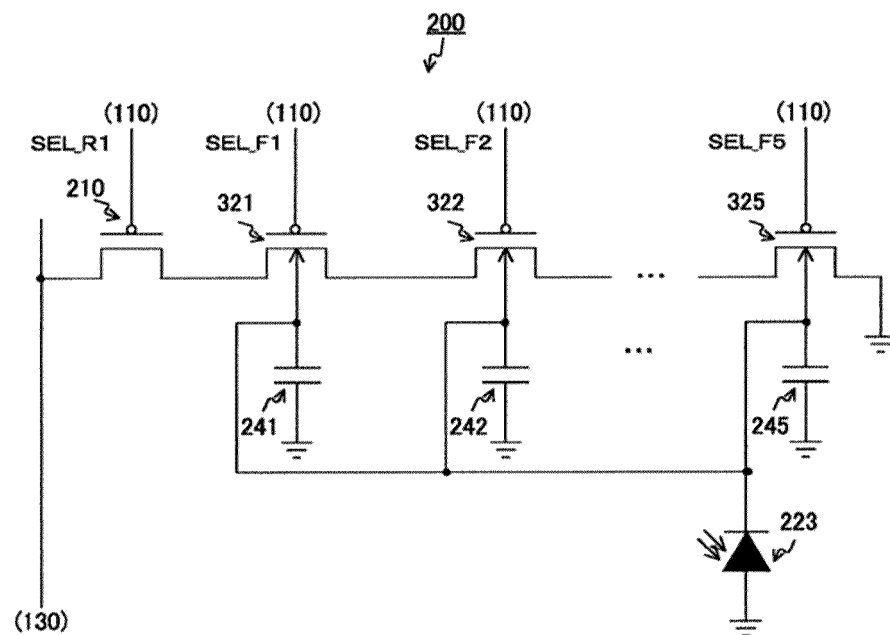 200
(110) (110) (110) (110)
SEL_R1 SEL_F1 SEL_F2 SEL_F5
210 321 322 325
...
...
241 242 245
223
(130)